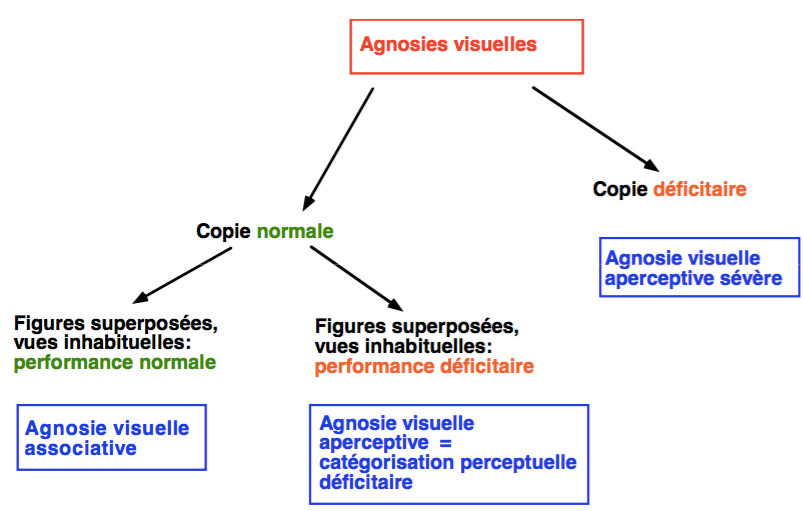 Agnosies visuelles
Copie déficitaire
Copie normale
Agnosie visuelle
aperceptive sévère
Figures superposées,
vues inhabituelles:
performance normale
Figures superposées,
vues inhabituelles:
performance déficitaire
Agnosie visuelle
associative
Agnosie visuelle
aperceptive =
catégorisation perceptuelle
déficitaire